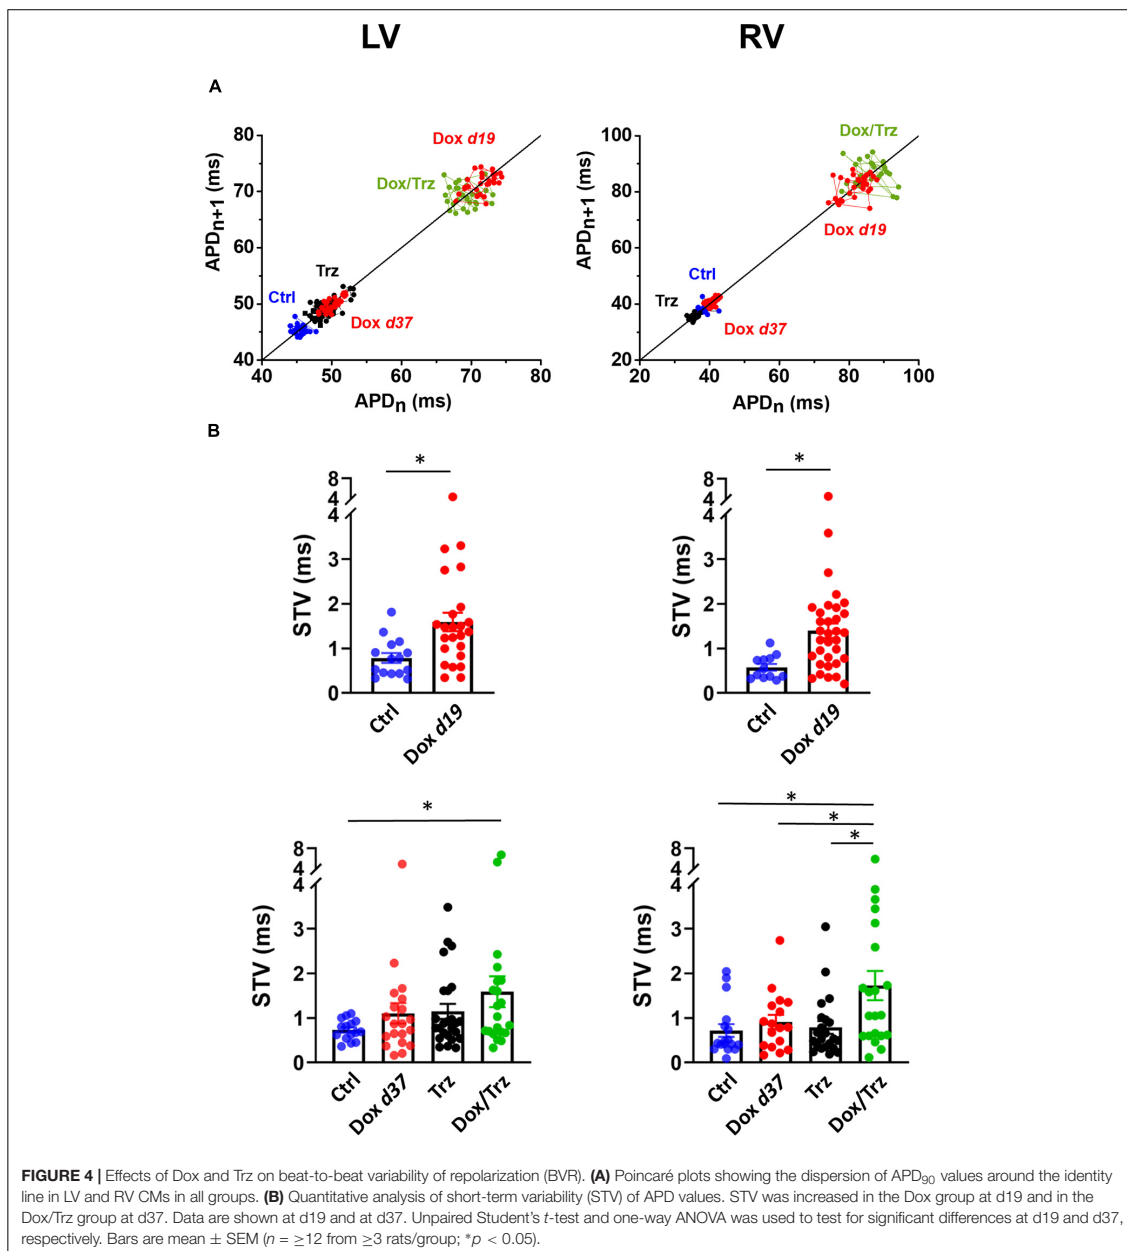 LV
RV
A
80
70
60
50
40
APDn+1 (ms)
Dox d19
Dox/Trz
Trz
Ctrl
Dox d37
40
50
60
70
80
APDn (ms)
100
80
60
40
20
APDn+1 (ms)
Dox/Trz
Dox d19
Ctrl
Trz
Dox d37
20
40
60
80
100
APDn (ms)
B
*
8
4
4
3
2
1
0
STV (ms)
Ctrl
Dox d19
*
8
4
4
3
2
1
0
STV (ms)
Ctrl
Dox d19
*
8
4
4
3
2
1
0
STV (ms)
Ctrl
Dox d37
Trz
Dox/Trz
*
*
*
8
4
4
3
2
1
0
STV (ms)
Ctrl
Dox d37
Trz
Dox/Trz
FIGURE 4 | Effects of Dox and Trz on beat-to-beat variability of repolarization (BVR). (A) Poincaré plots showing the dispersion of APD90 values around the identity
line in LV and RV CMs in all groups. (B) Quantitative analysis of short-term variability (STV) of APD values. STV was increased in the Dox group at d19 and in the
Dox/Trz group at d37. Data are shown at d19 and at d37. Unpaired Student's t-test and one-way ANOVA was used to test for significant differences at d19 and d37,
respectively. Bars are mean ± SEM (n = ≥12 from ≥3 rats/group; *p < 0.05).